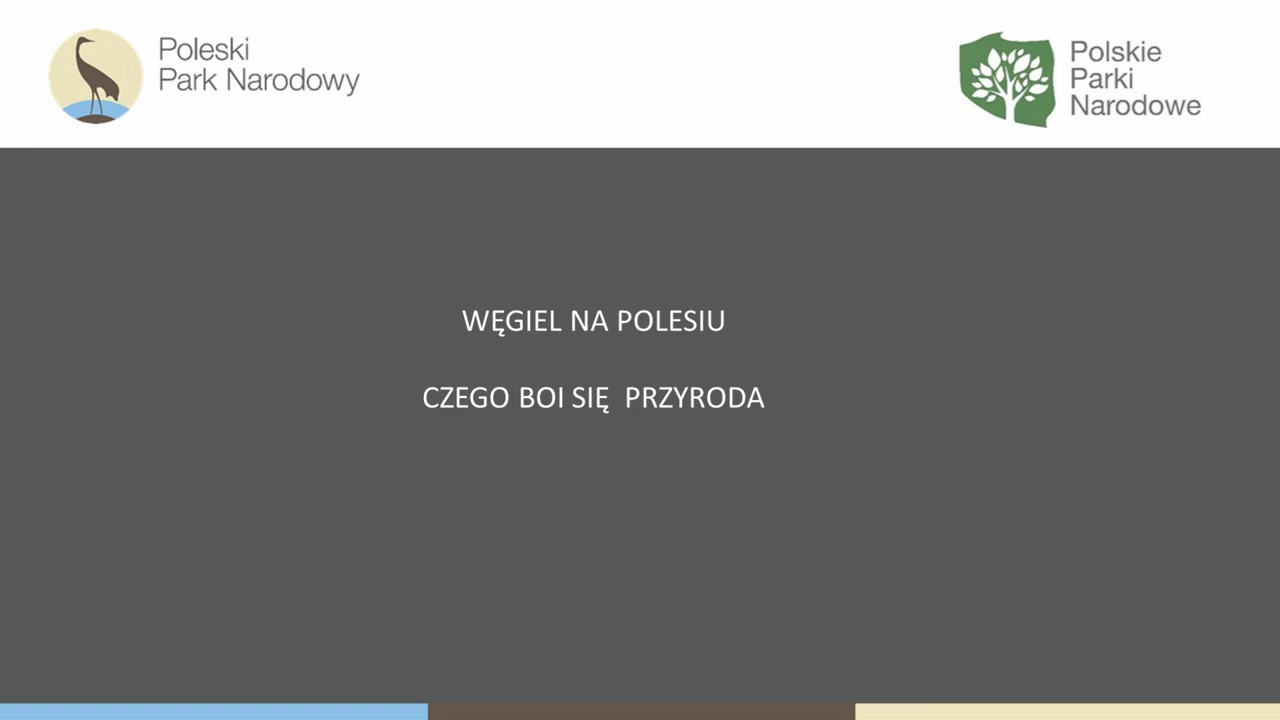 Poleski
Park Narodowy
Polskie
Parki
Narodowe
WĘGIEL NA POLESIU
CZEGO BOI SIĘ  PRZYRODA